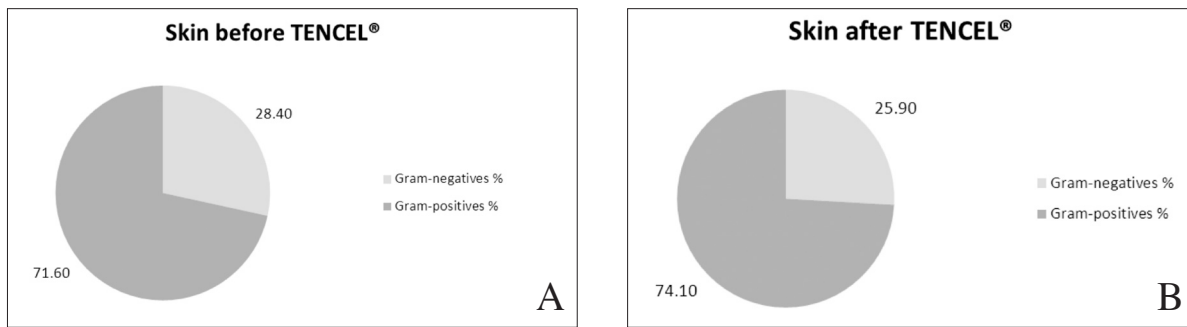 Skin before TENCEL®
28.40
Gram-negatives %
Gram-positives %
71.60
A
Skin after TENCEL®
25.90
Gram-negatives %
Gram-positives %
74.10
B